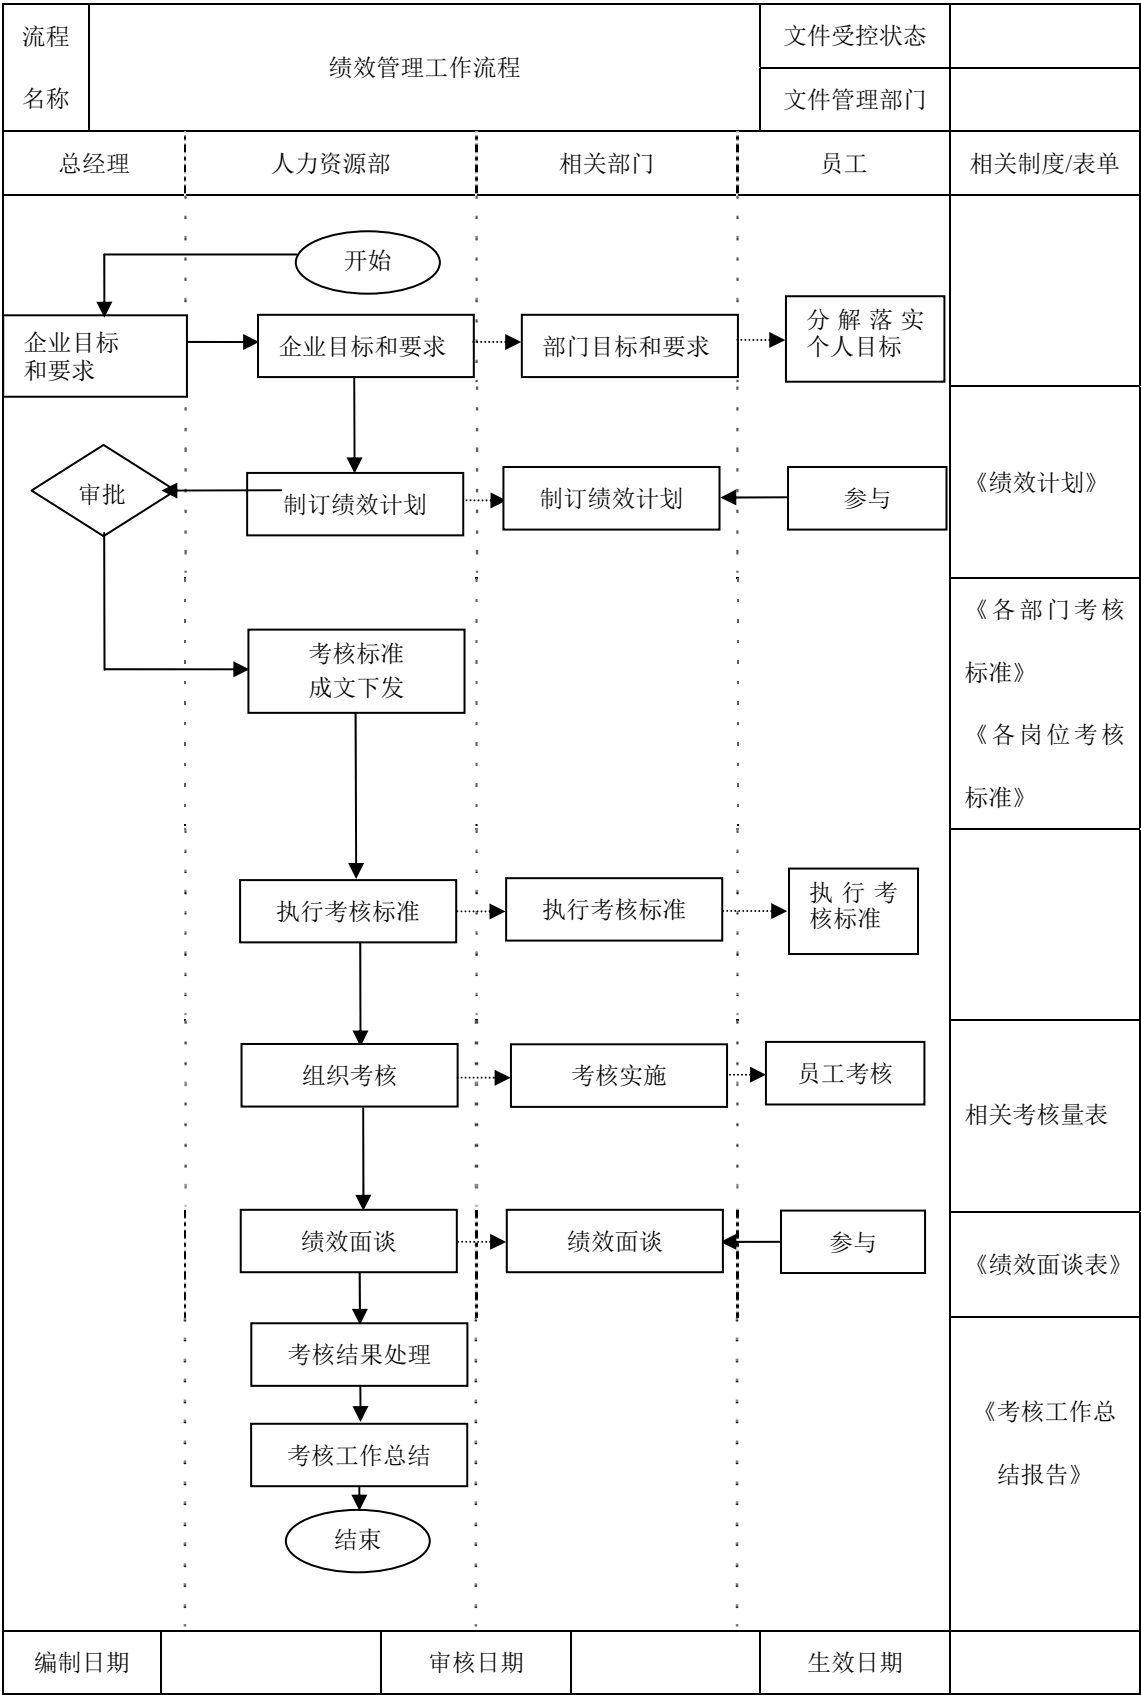 流程
名称
绩效管理工作流程
文件受控状态
文件管理部门
总经理
人力资源部
相关部门
员工
相关制度/表单
开始
企业目标
和要求
企业目标和要求
部门目标和要求
分解落实
个人目标
审批
制订绩效计划
制订绩效计划
参与
《绩效计划》
考核标准
成文下发
《各部门考核
标准》
《各岗位考核
标准》
执行考核标准
执行考核标准
执行考
核标准
组织考核
考核实施
员工考核
相关考核量表
绩效面谈
绩效面谈
参与
《绩效面谈表》
考核结果处理
考核工作总结
《考核工作总
结报告》
结束
编制日期
审核日期
生效日期